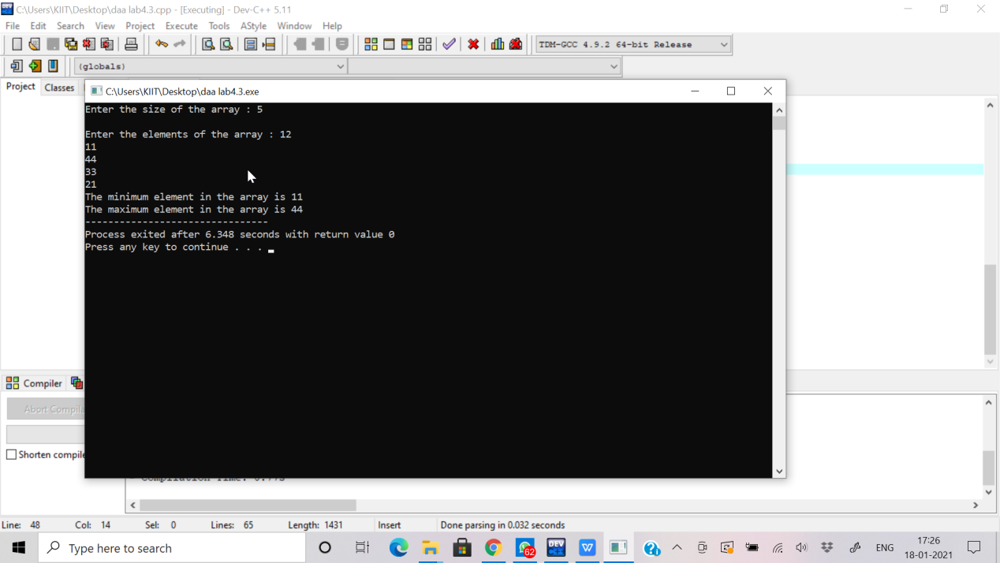 C:\Users\KIIT\Desktop\daa lab4.3.cpp - [Executing] - Dev-C++ 5.11
File Edit Search View Project Execute Tools AStyle Window Help
TDM-GCC 4.9.2 64-bit Release
(globals)
Project Classes
C:\Users\KIIT\Desktop\daa lab4.3.exe
Enter the size of the array : 5
Enter the elements of the array : 12
11
44
33
21
The minimum element in the array is 11
The maximum element in the array is 44
--------------------------------
Process exited after 6.348 seconds with return value 0
Press any key to continue . . .
Compiler
Abort Compila
Shorten compile
Line: 48 Col: 14 Sel: 0 Lines: 65 Length: 1431 Insert Done parsing in 0.032 seconds
Type here to search
62
DEV
W
ENG
17:26
18-01-2021